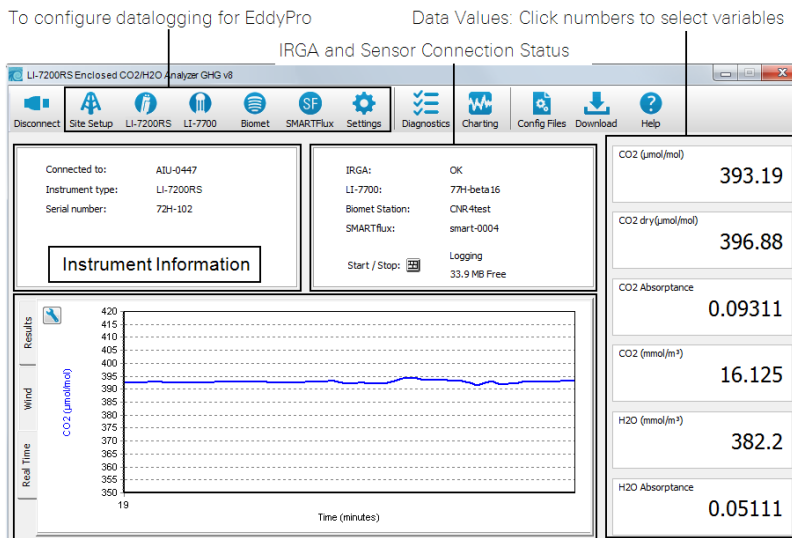 To configure datalogging for EddyPro
Data Values: Click numbers to select variables
IRGA and Sensor Connection Status
LI-7200RS Enclosed CO2/H2O Analyzer GHG v8
Disconnect
Site Setup
LI-7200RS
LI-7700
Biomet
SF
SMARTFlux
Settings
Diagnostics
Charting
Config Files
Download
?
Help
Connected to: AIU-0447
Instrument type: LI-7200RS
Serial number: 72H-102
Instrument Information
IRGA: OK
LI-7700: 77H-beta16
Biomet Station: CNR4test
SMARTflux: smart-0004
Start / Stop: Logging
33.9 MB Free
CO2 (µmol/mol)
393.19
CO2 dry(µmol/mol)
396.88
CO2 Absorptance
0.09311
CO2 (mmol/m³)
16.125
H2O (mmol/m³)
382.2
H2O Absorptance
0.05111
Results
Wind
Real Time
CO2 (µmol/mol)
420
415
410
405
400
395
390
385
380
375
370
365
360
355
350
19
Time (minutes)